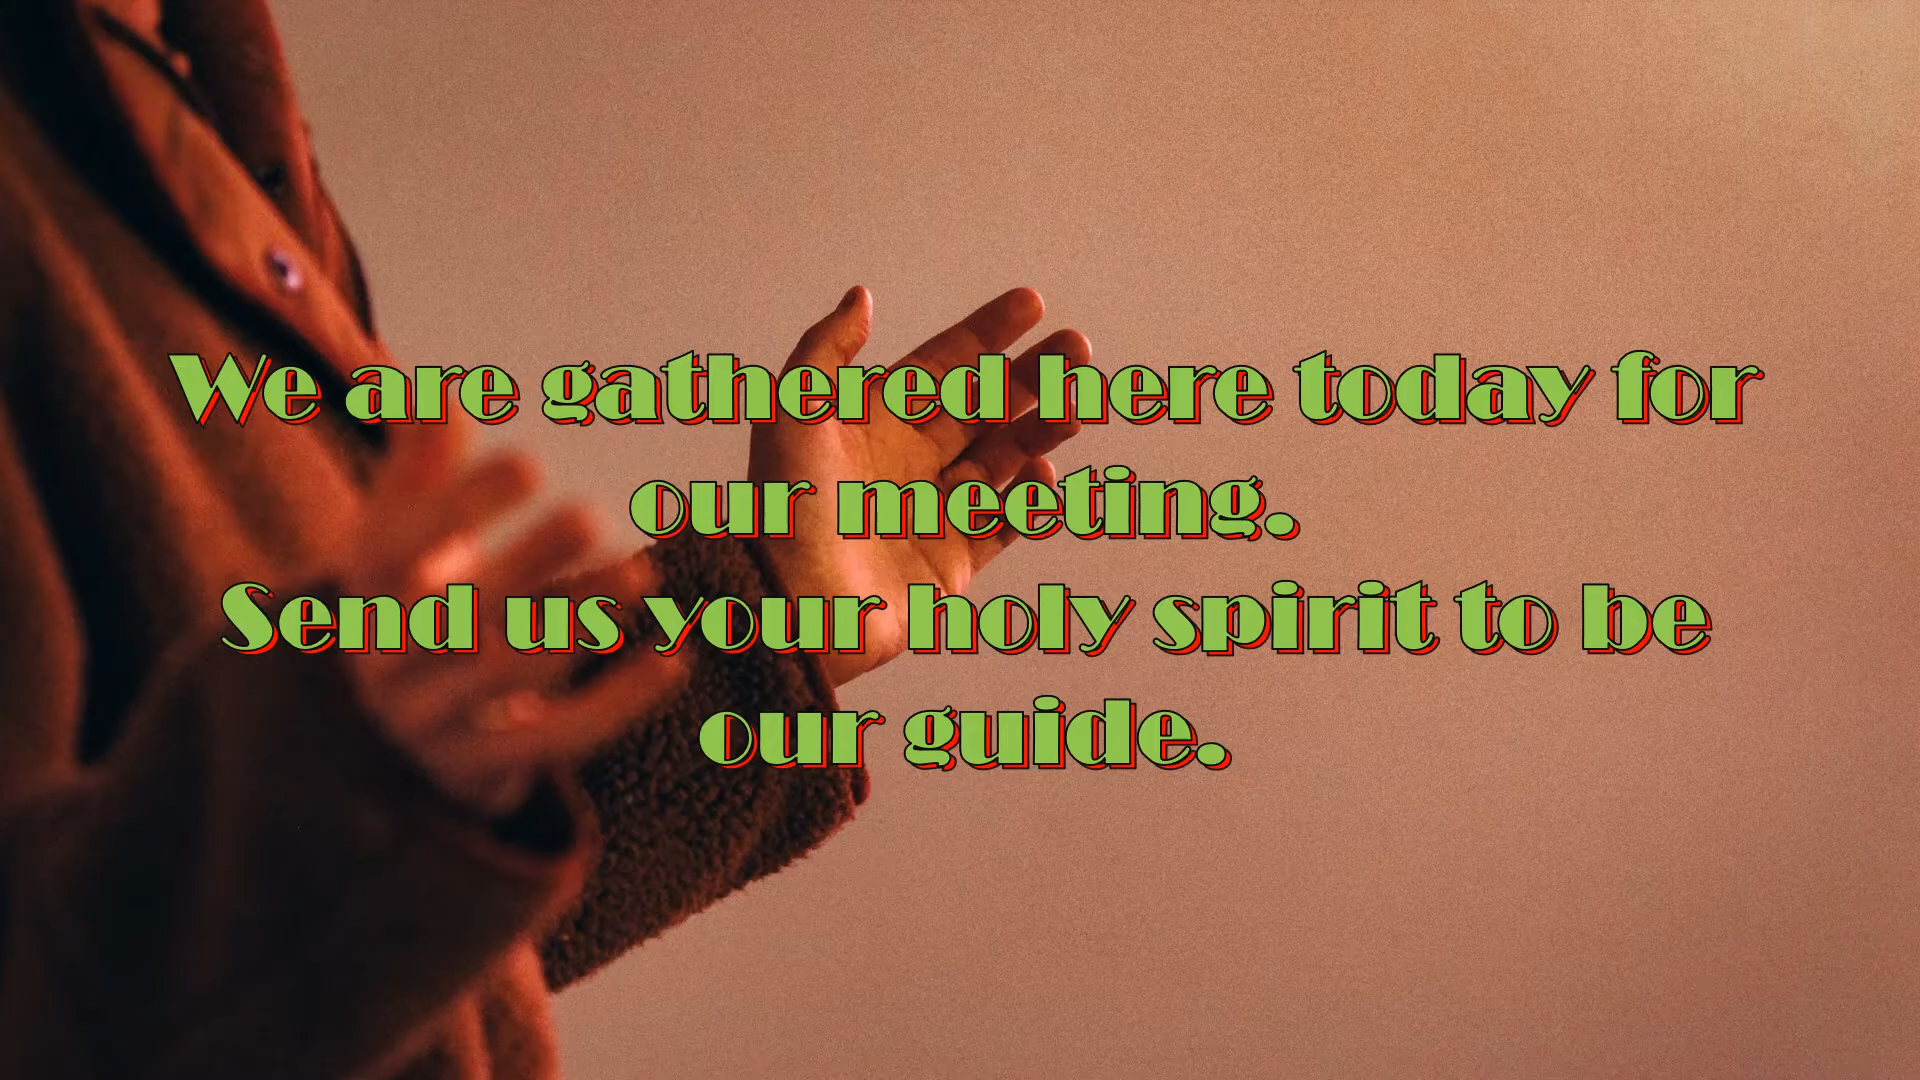 We are gathered here today for
our meeting.
Send us your holy spirit to be
our guide.